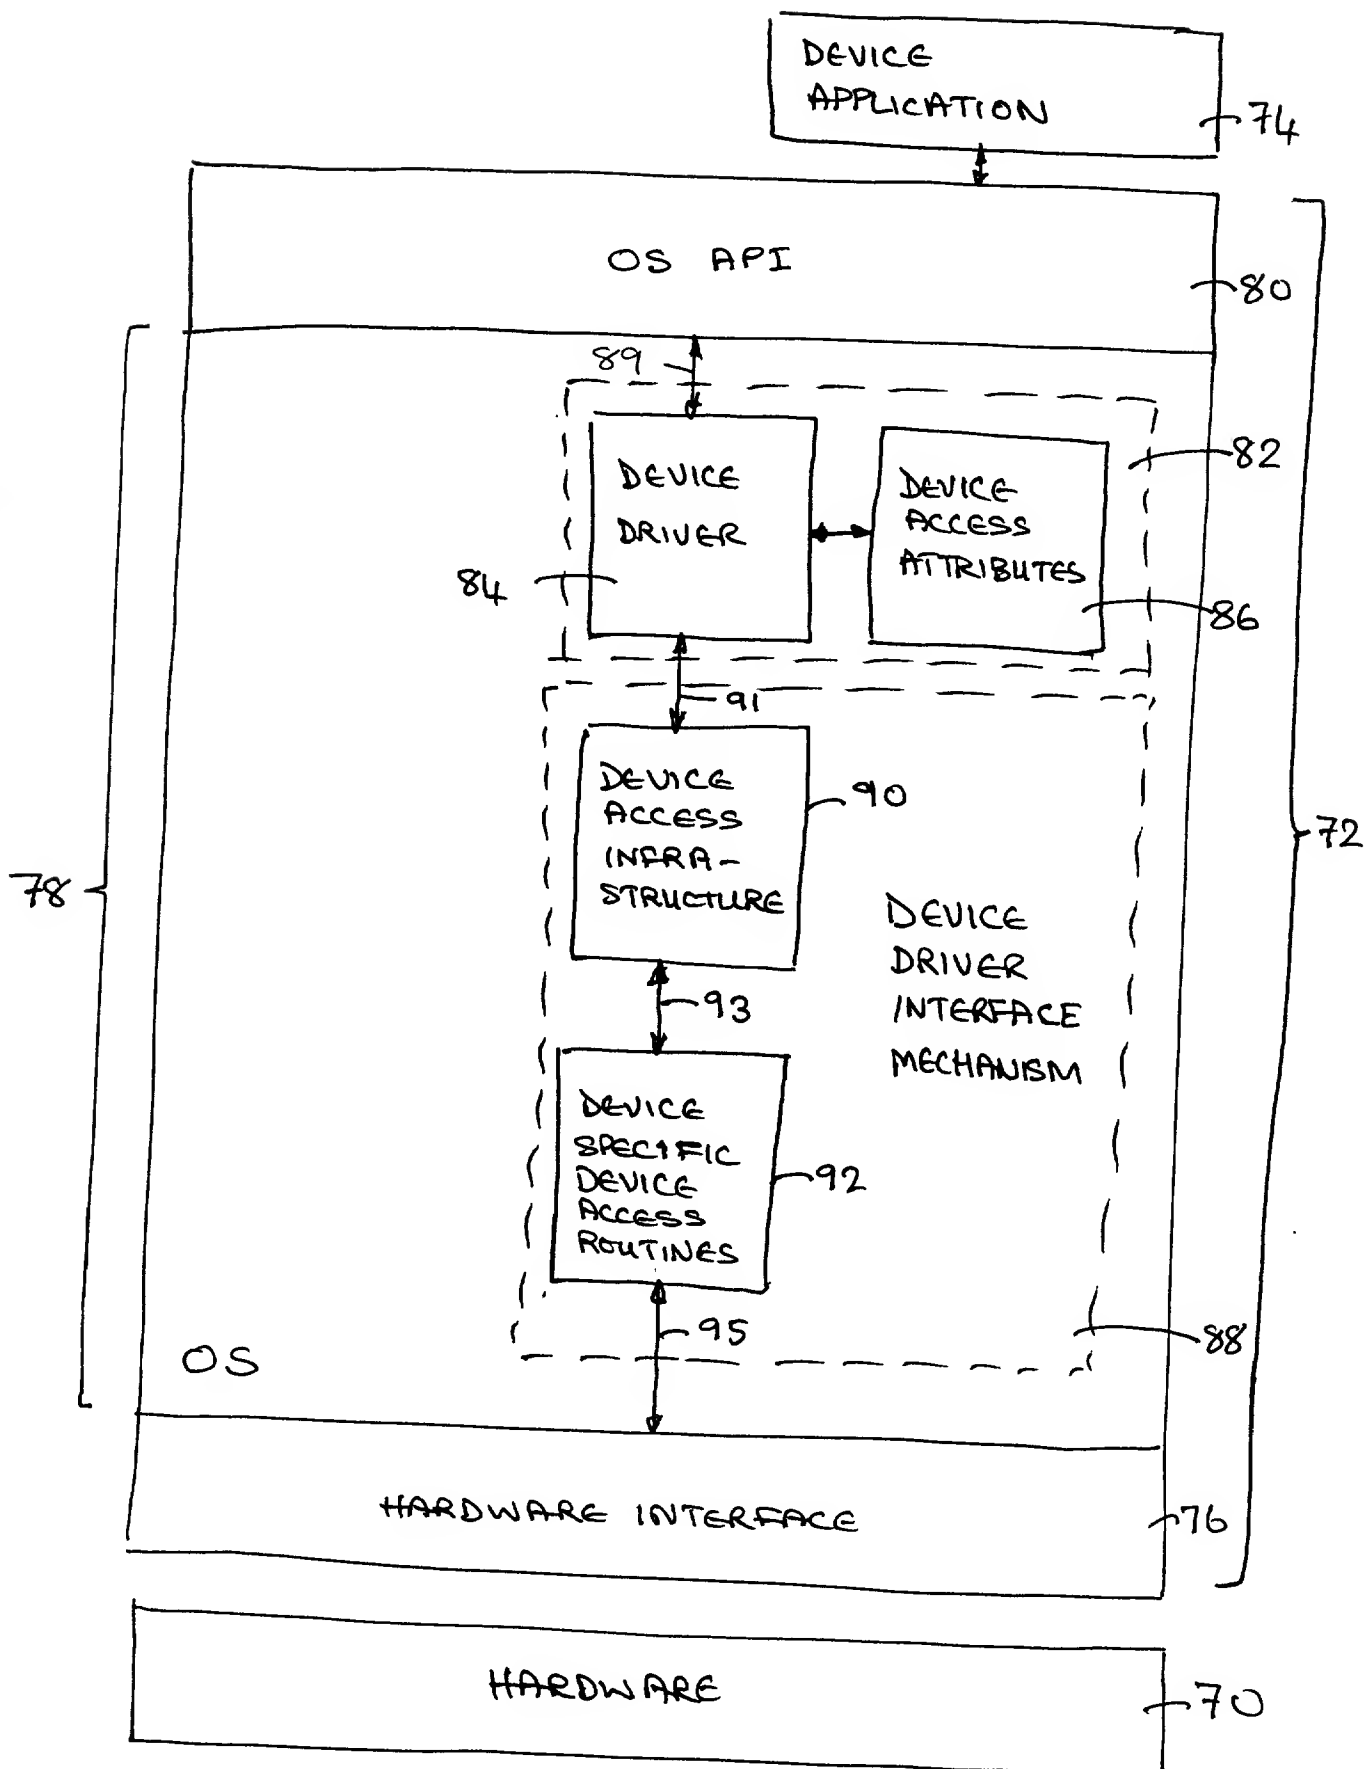 DEVICE
APPLICATION
74
OS API
80
89
82
DEVICE
DRIVER
DEVICE
ACCESS
ATTRIBUTES
84
86
91
DEVICE
ACCESS
INFRA-
STRUCTURE
90
72
78
DEVICE
DRIVER
INTERFACE
MECHANISM
93
DEVICE
SPECIFIC
DEVICE
ACCESS
ROUTINES
92
95
88
OS
HARDWARE INTERFACE
76
HARDWARE
70